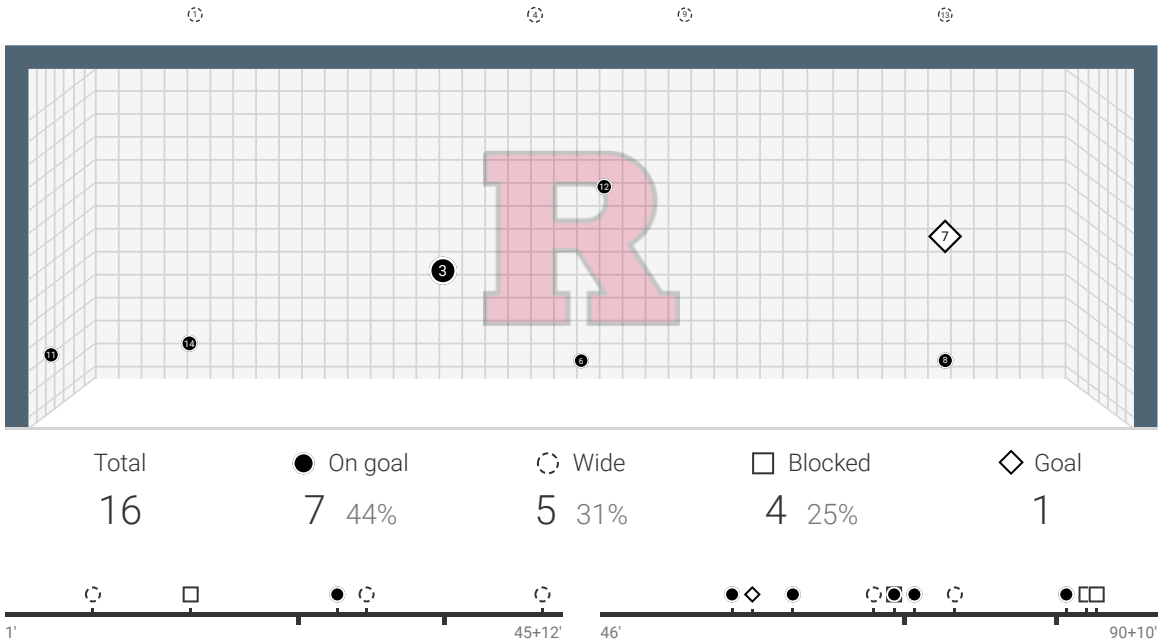 1 4 9 13
R
12
7
3
11 14 6 8
Total On goal Wide Blocked Goal
16 7 44% 5 31% 4 25% 1
1' 45+12' 46' 90+10'